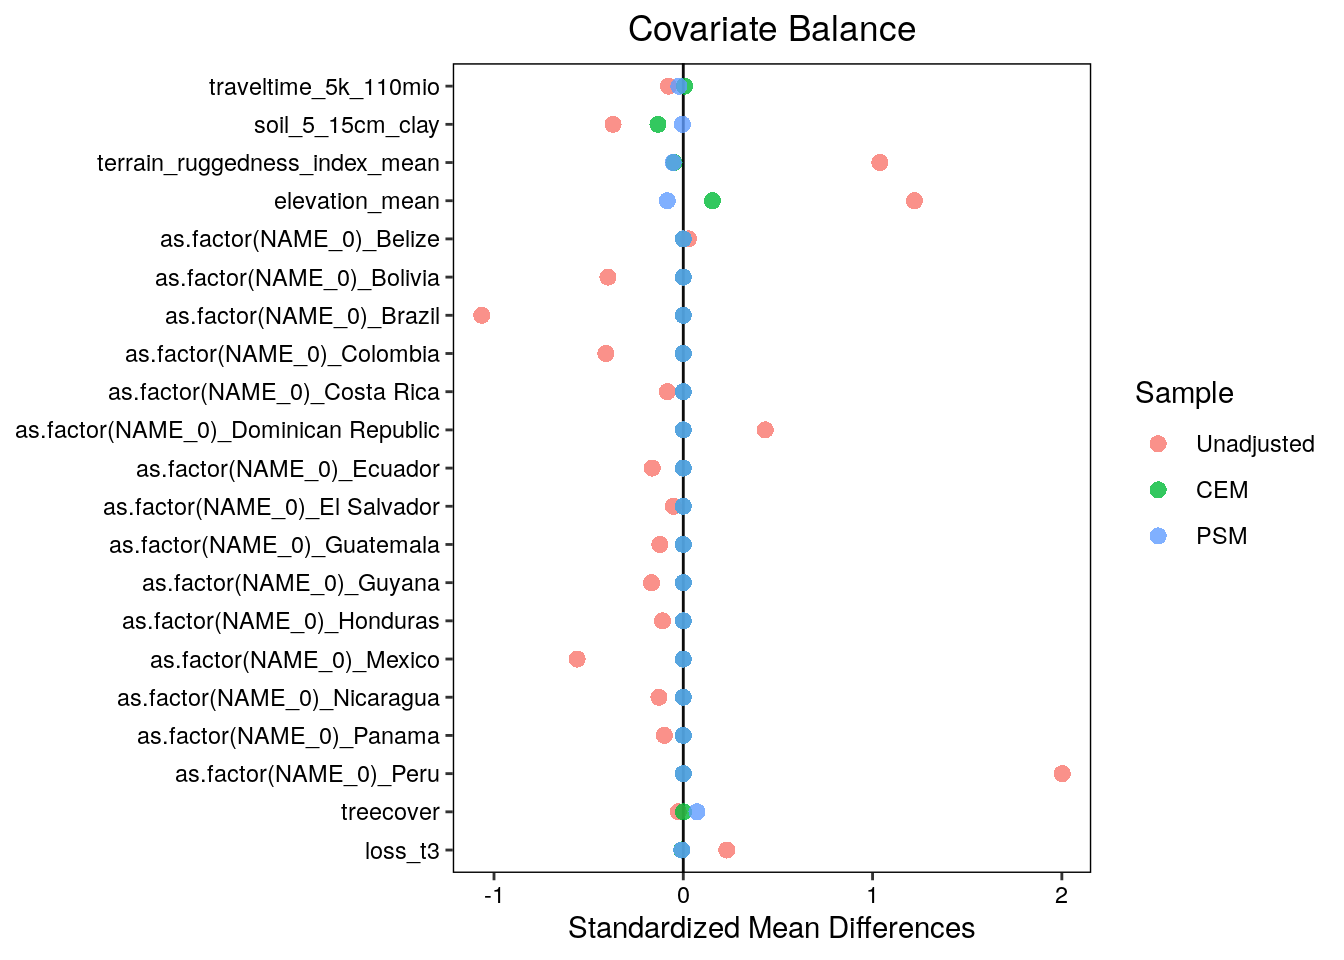 Covariate Balance
traveltime_5k_110mio
soil_5_15cm_clay
terrain_ruggedness_index_mean
elevation_mean
as.factor(NAME_0)_Belize
as.factor(NAME_0)_Bolivia
as.factor(NAME_0)_Brazil
as.factor(NAME_0)_Colombia
as.factor(NAME_0)_Costa Rica
as.factor(NAME_0)_Dominican Republic
as.factor(NAME_0)_Ecuador
as.factor(NAME_0)_El Salvador
as.factor(NAME_0)_Guatemala
as.factor(NAME_0)_Guyana
as.factor(NAME_0)_Honduras
as.factor(NAME_0)_Mexico
as.factor(NAME_0)_Nicaragua
as.factor(NAME_0)_Panama
as.factor(NAME_0)_Peru
treecover
loss_t3
-1 0 1 2
Standardized Mean Differences
Sample
Unadjusted
CEM
PSM